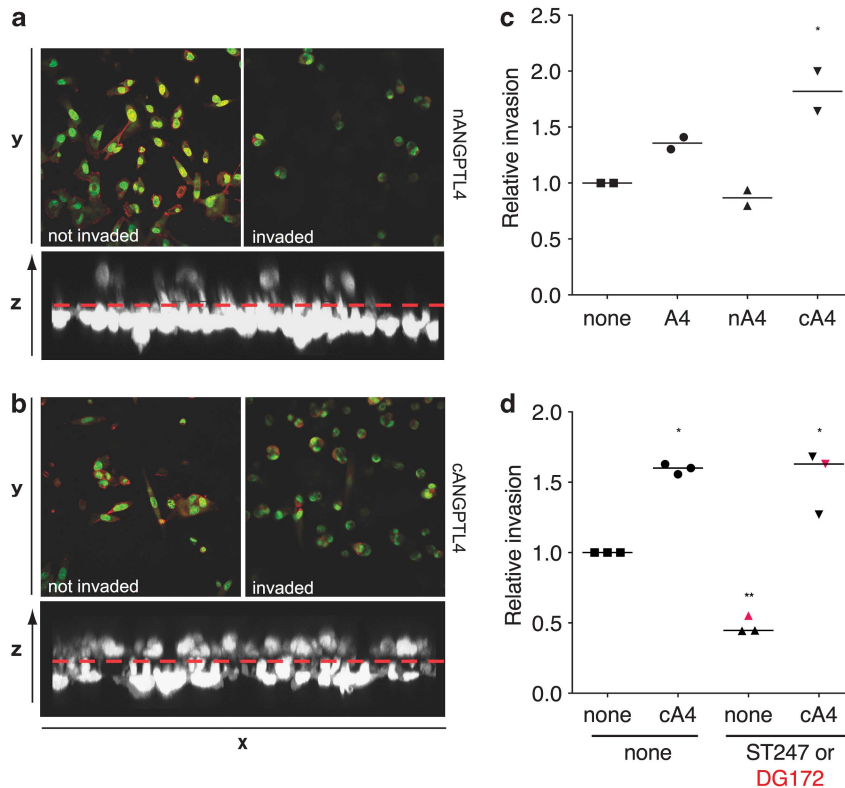 a
y
not invaded
invaded
nANGPTL4
z
b
y
not invaded
invaded
cANGPTL4
z
x
c
Relative invasion
2.5
2.0
1.5
1.0
0.5
0.0
*
none A4 nA4 cA4
d
Relative invasion
2.0
1.5
1.0
0.5
0.0
* ** *
none cA4 none cA4
none ST247 or
DG172